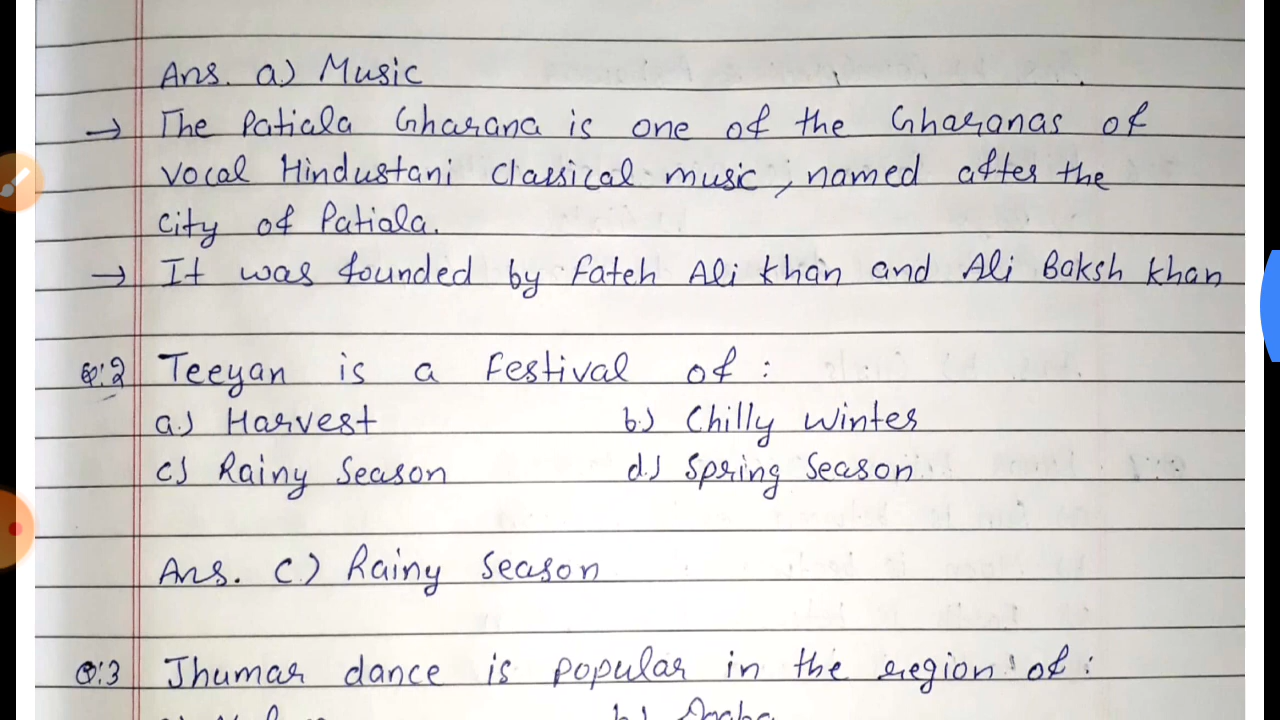 Ans. a.) Music
→ The Patiala Gharana is one of the Gharanas of
vocal Hindustani Classical music, named after the
city of Patiala.
→ It was founded by Fateh Ali Khan and Ali Baksh Khan
Q:2 Teeyan is a festival of :
a.) Harvest b.) Chilly Winter
c.) Rainy Season d.) Spring Season
Ans. c.) Rainy Season
Q:3 Jhumar dance is popular in the region of :
b.)